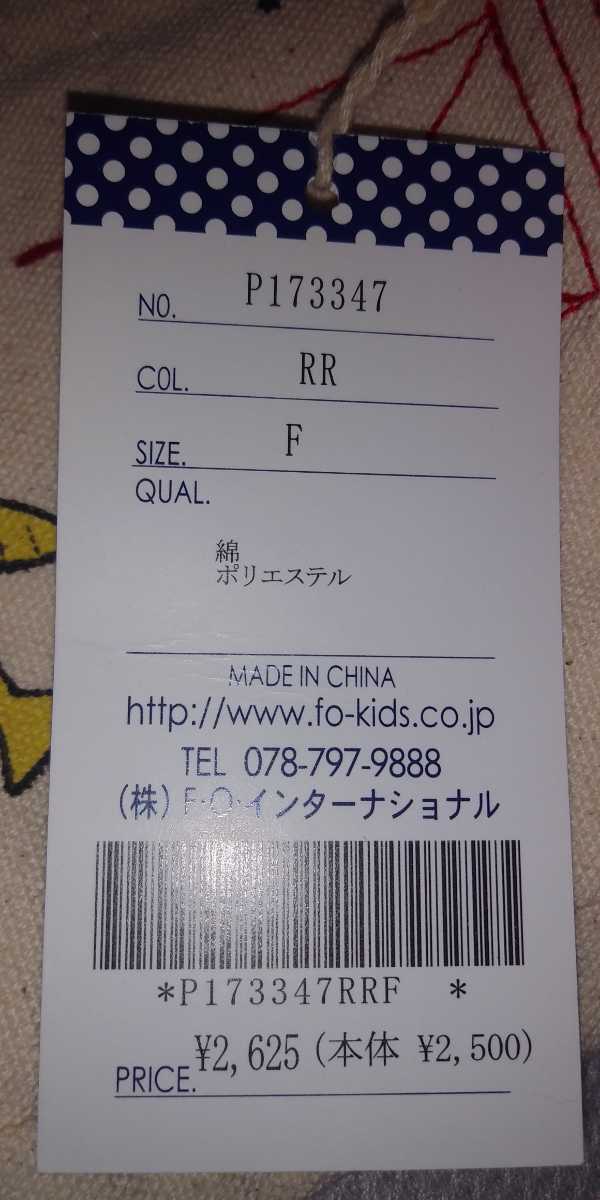 NO. P173347
COL. RR
SIZE. F
QUAL.
綿
ポリエステル
MADE IN CHINA
http://www.fo-kids.co.jp
TEL 078-797-9888
(株) F・O・インターナショナル
*P173347RRF *
PRICE. ¥2,625 (本体 ¥2,500)